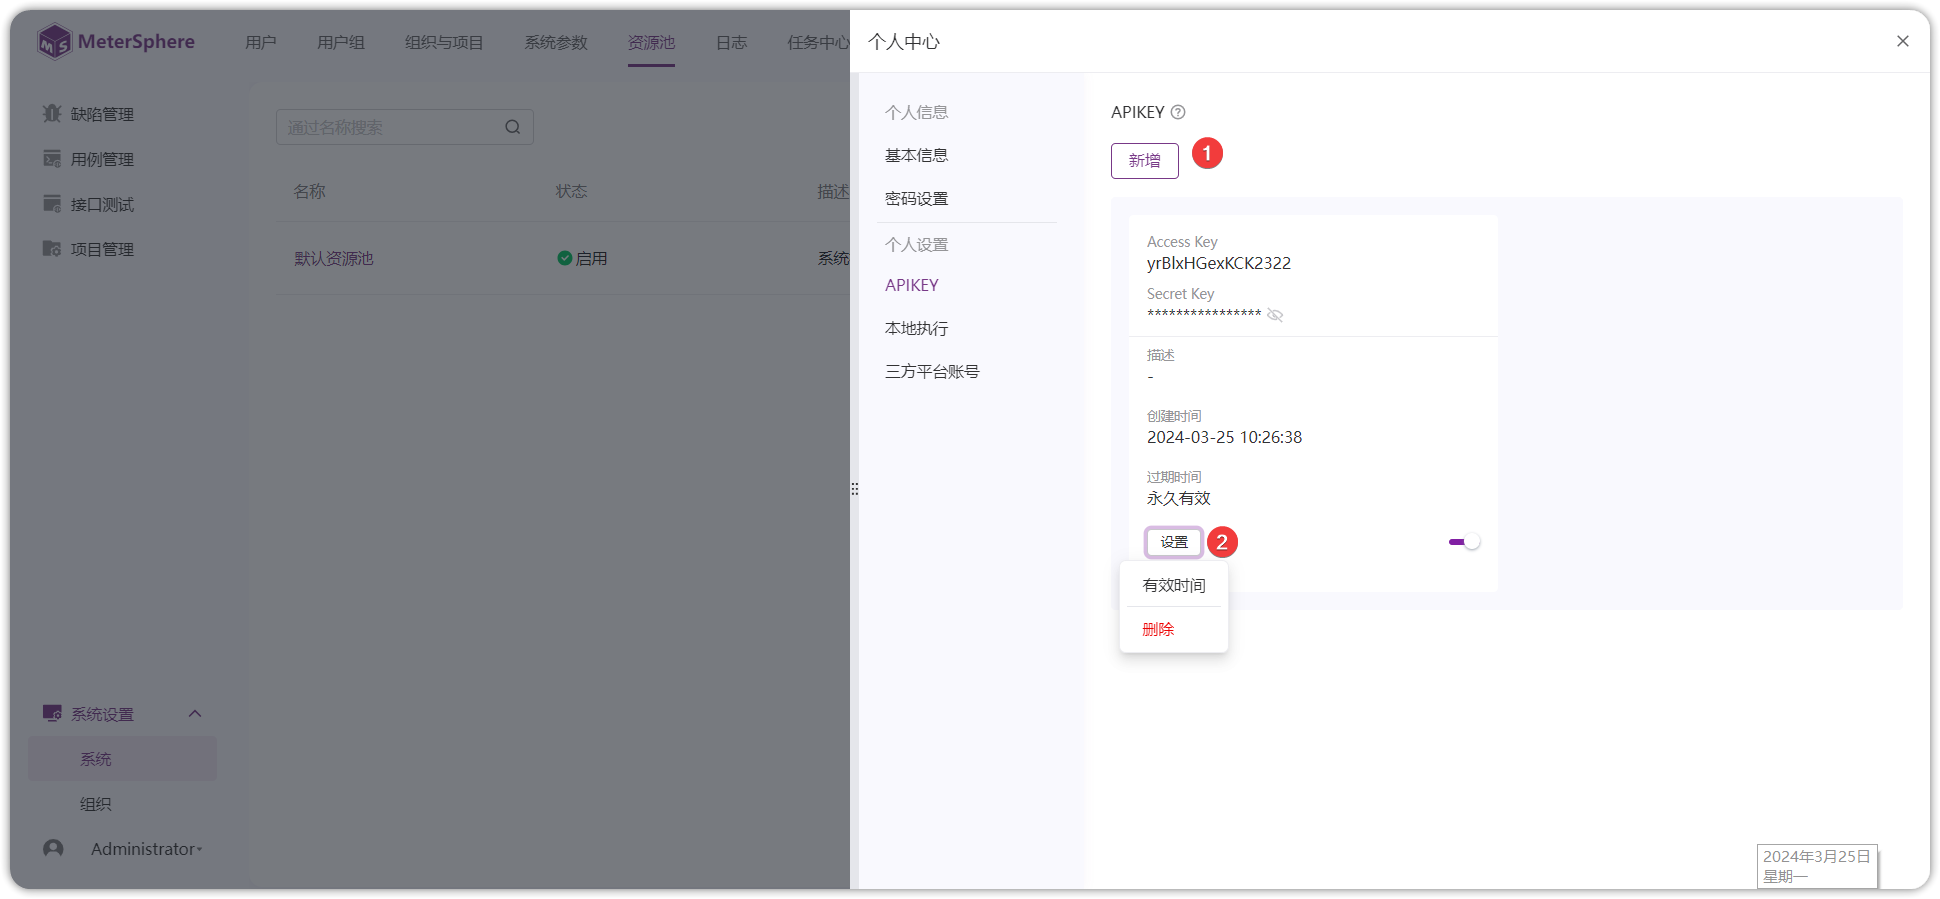 MeterSphere
用户
用户组
组织与项目
系统参数
资源池
日志
任务中心
缺陷管理
用例管理
接口测试
项目管理
通过名称搜索
名称
状态
描述
默认资源池
启用
系统
系统设置
系统
组织
Administrator
个人中心
个人信息
基本信息
密码设置
个人设置
APIKEY
本地执行
三方平台账号
APIKEY
新增
1
Access Key
yrBlxHGexKCK2322
Secret Key
****************
描述
-
创建时间
2024-03-25 10:26:38
过期时间
永久有效
设置
2
有效时间
删除
2024年3月25日
星期一